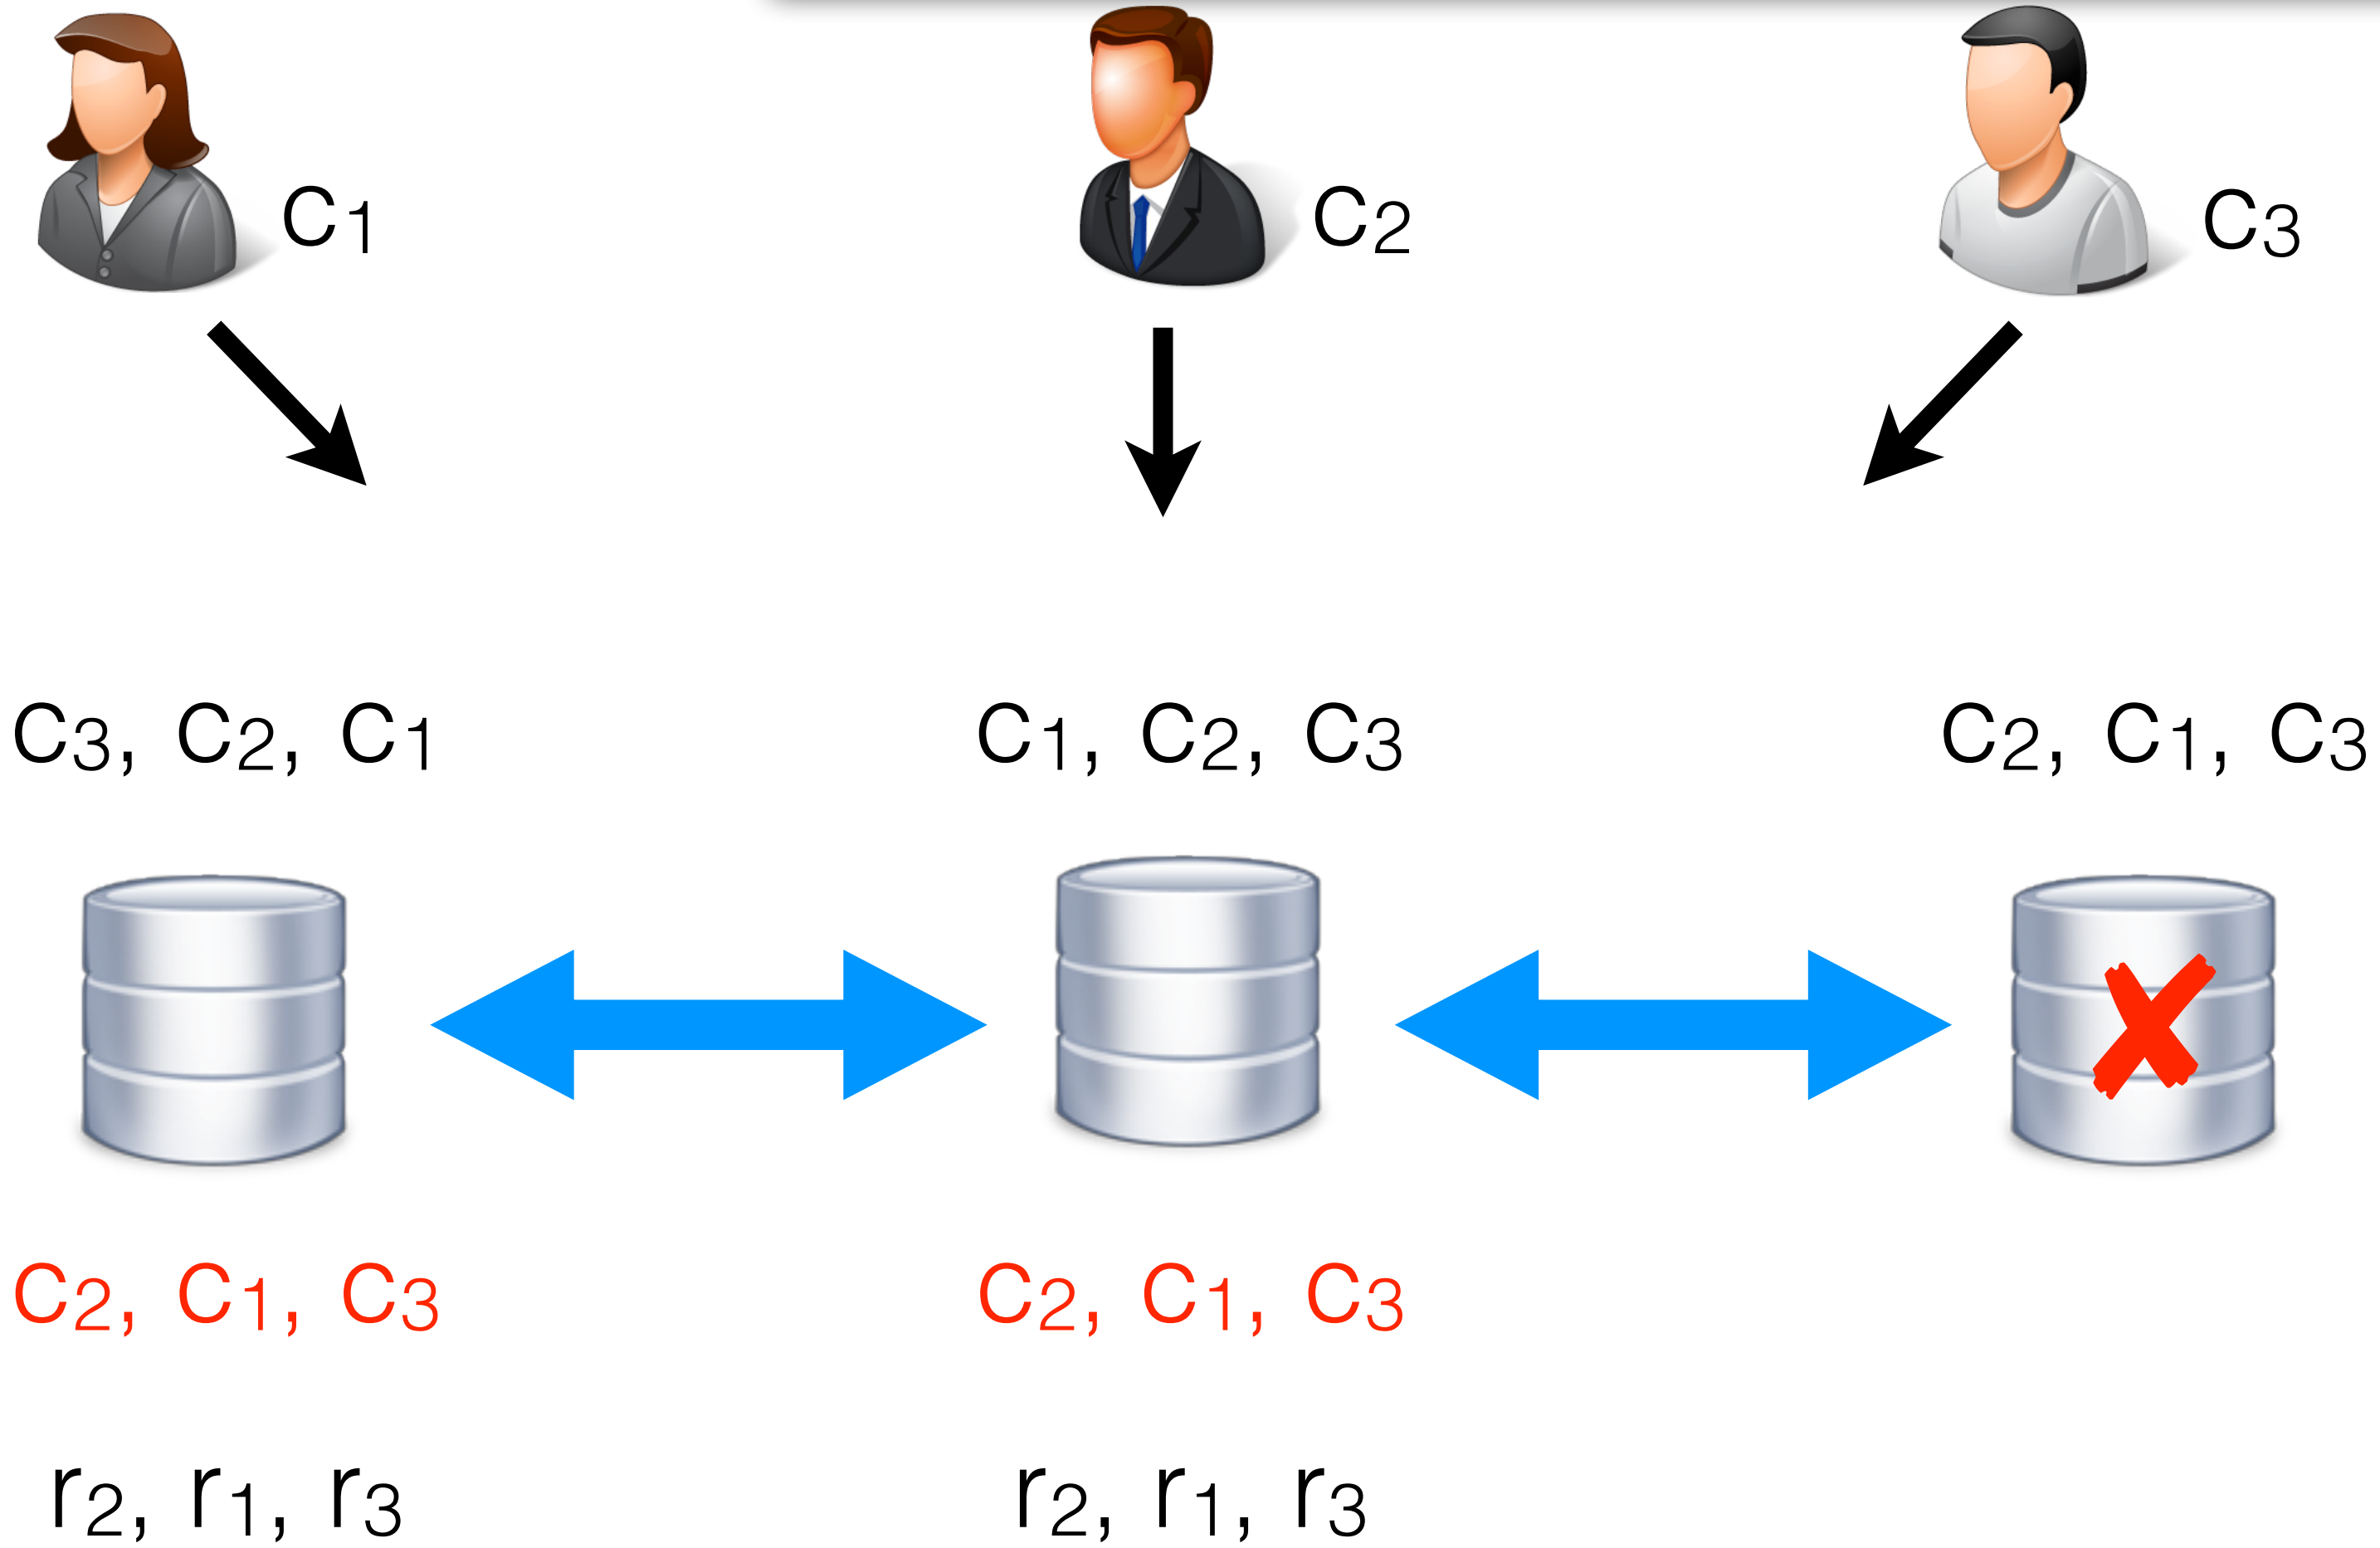 c1
c2
c3
c3, c2, c1
c1, c2, c3
c2, c1, c3
c2, c1, c3
c2, c1, c3
r2, r1, r3
r2, r1, r3